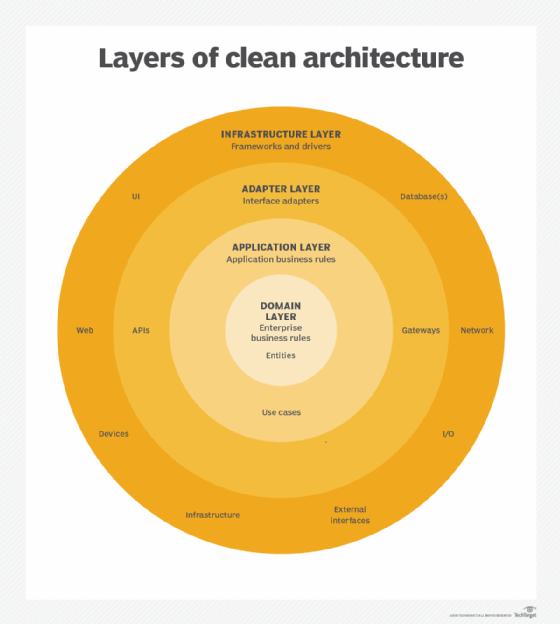 Layers of clean architecture
INFRASTRUCTURE LAYER
Frameworks and drivers
ADAPTER LAYER
Interface adapters
UI
Database(s)
APPLICATION LAYER
Application business rules
DOMAIN
LAYER
Enterprise
business rules
Entities
Web
APIs
Gateways
Network
Use cases
Devices
I/O
Infrastructure
External
interfaces
TechTarget